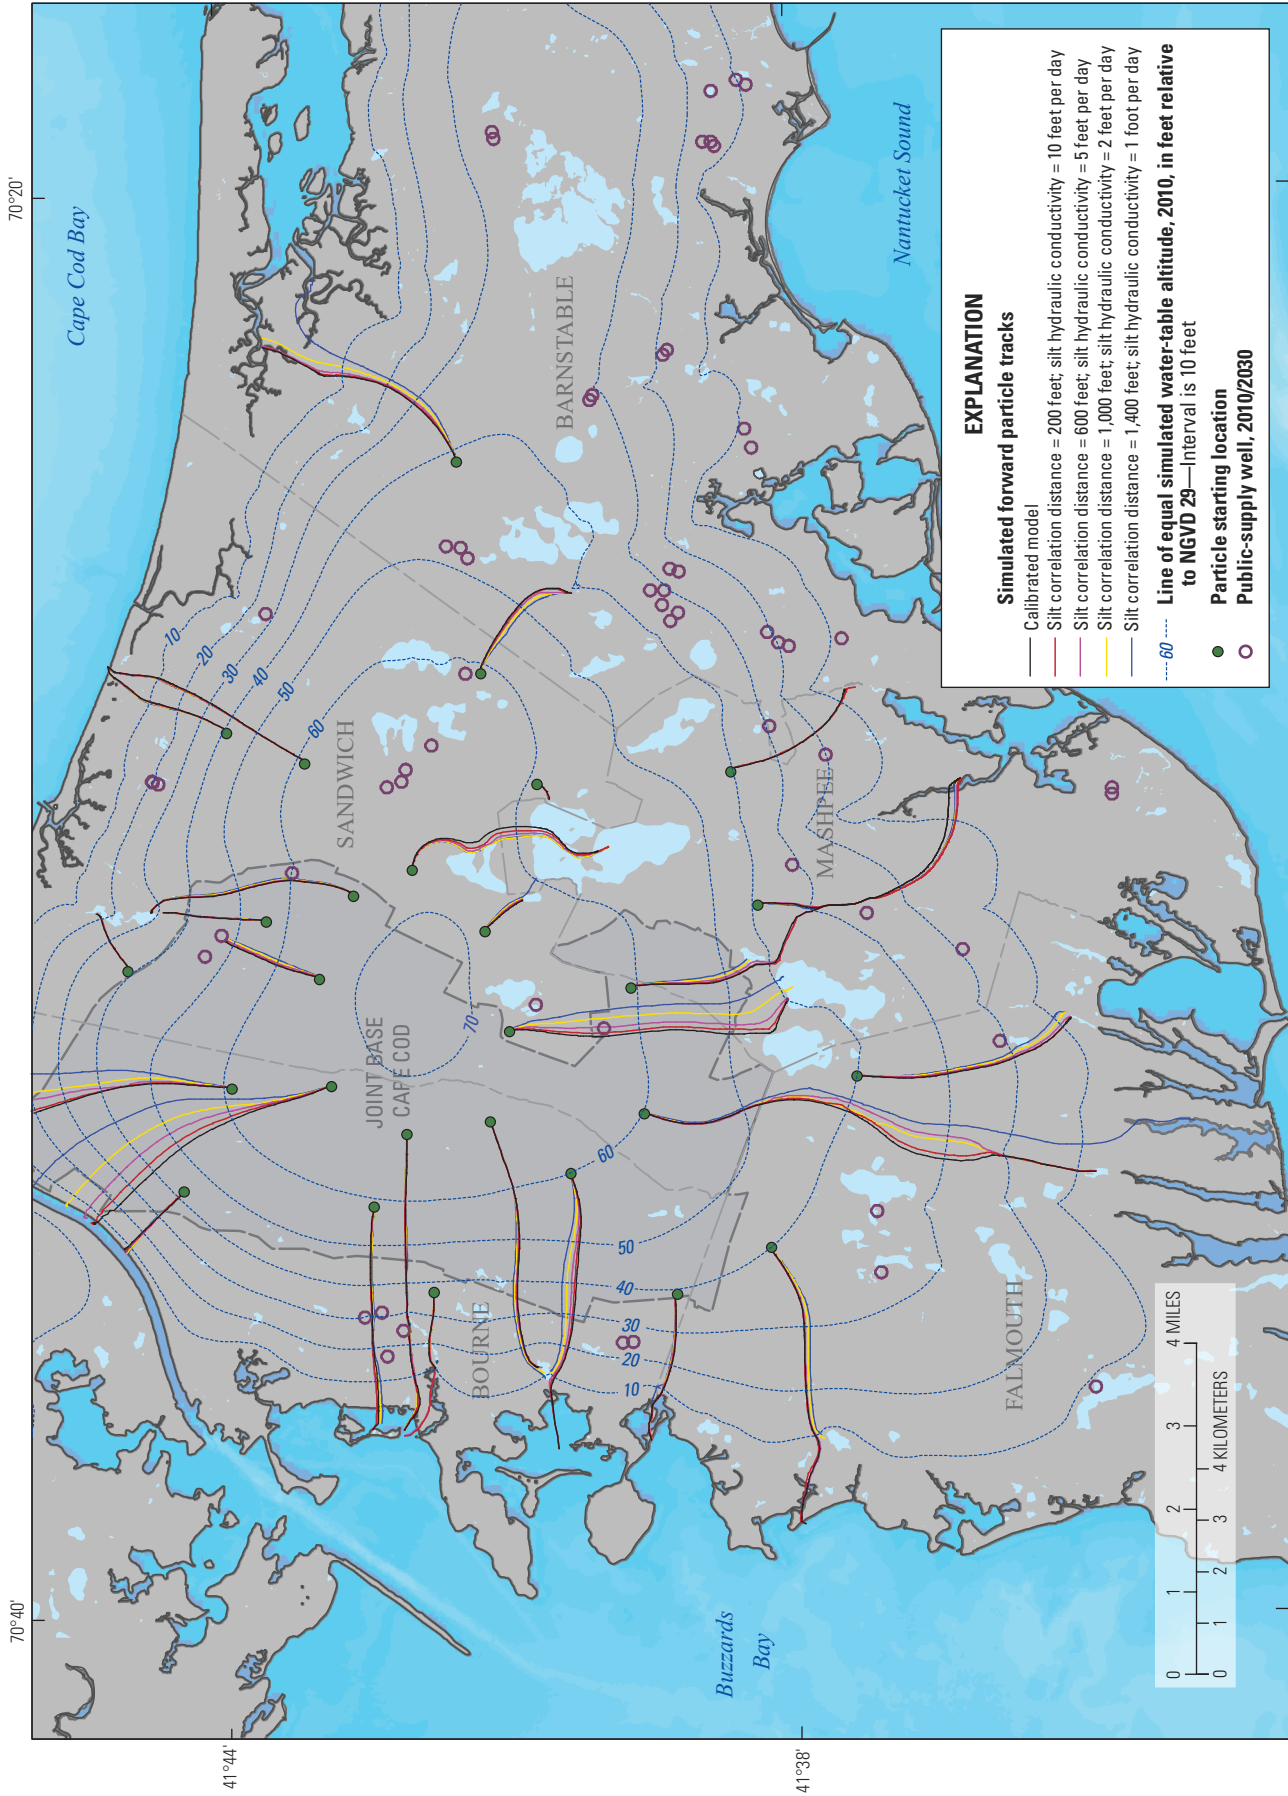 70°40'
70°20'
41°44'
41°38'
Cape Cod Bay
Nantucket Sound
Buzzards
Bay
BARNSTABLE
SANDWICH
MASHPEE
JOINT BASE
CAPE COD
BOURNE
FALMOUTH
10
20
30
40
50
60
70
60
50
40
30
20
10
EXPLANATION
Simulated forward particle tracks
Calibrated model
Silt correlation distance = 200 feet; silt hydraulic conductivity = 10 feet per day
Silt correlation distance = 600 feet; silt hydraulic conductivity = 5 feet per day
Silt correlation distance = 1,000 feet; silt hydraulic conductivity = 2 feet per day
Silt correlation distance = 1,400 feet; silt hydraulic conductivity = 1 foot per day
60 Line of equal simulated water-table altitude, 2010, in feet relative
to NGVD 29—Interval is 10 feet
Particle starting location
Public-supply well, 2010/2030
0 1 2 3 4 MILES
0 1 2 3 4 KILOMETERS